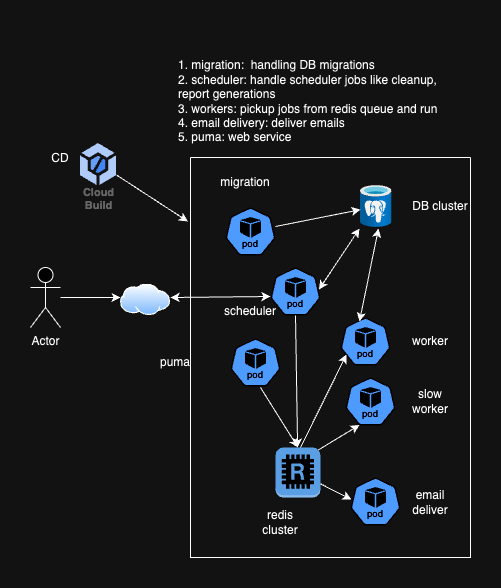 1. migration:  handling DB migrations
2. scheduler: handle scheduler jobs like cleanup,
report generations
3. workers: pickup jobs from redis queue and run
4. email delivery: deliver emails
5. puma: web service
CD
Cloud
Build
migration
pod
DB cluster
Actor
pod
scheduler
puma
pod
pod
worker
pod
slow
worker
R
redis
cluster
pod
email
deliver